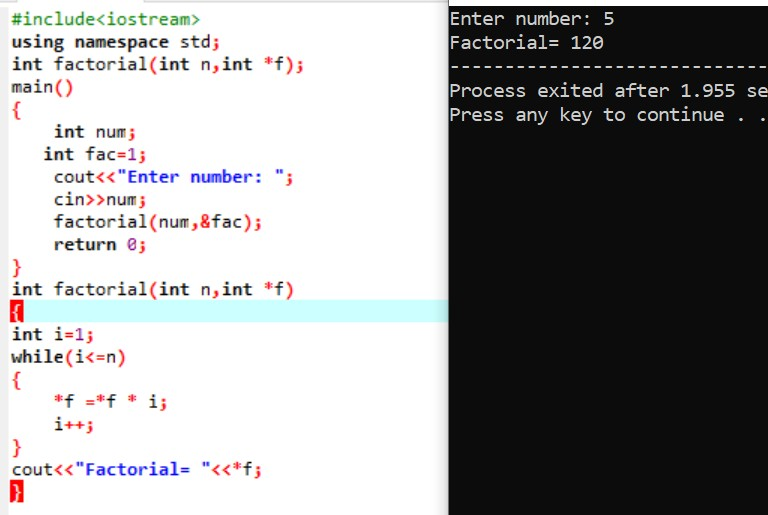 #include<iostream>
using namespace std;
int factorial(int n,int *f);
main()
{
    int num;
   int fac=1;
    cout<<"Enter number: ";
    cin>>num;
    factorial(num,&fac);
    return 0;
}
int factorial(int n,int *f)
{
int i=1;
while(i<=n)
{
    *f =*f * i;
    i++;
}
cout<<"Factorial= "<<*f;
}
Enter number: 5
Factorial= 120
-----------------------------
Process exited after 1.955 se
Press any key to continue . .